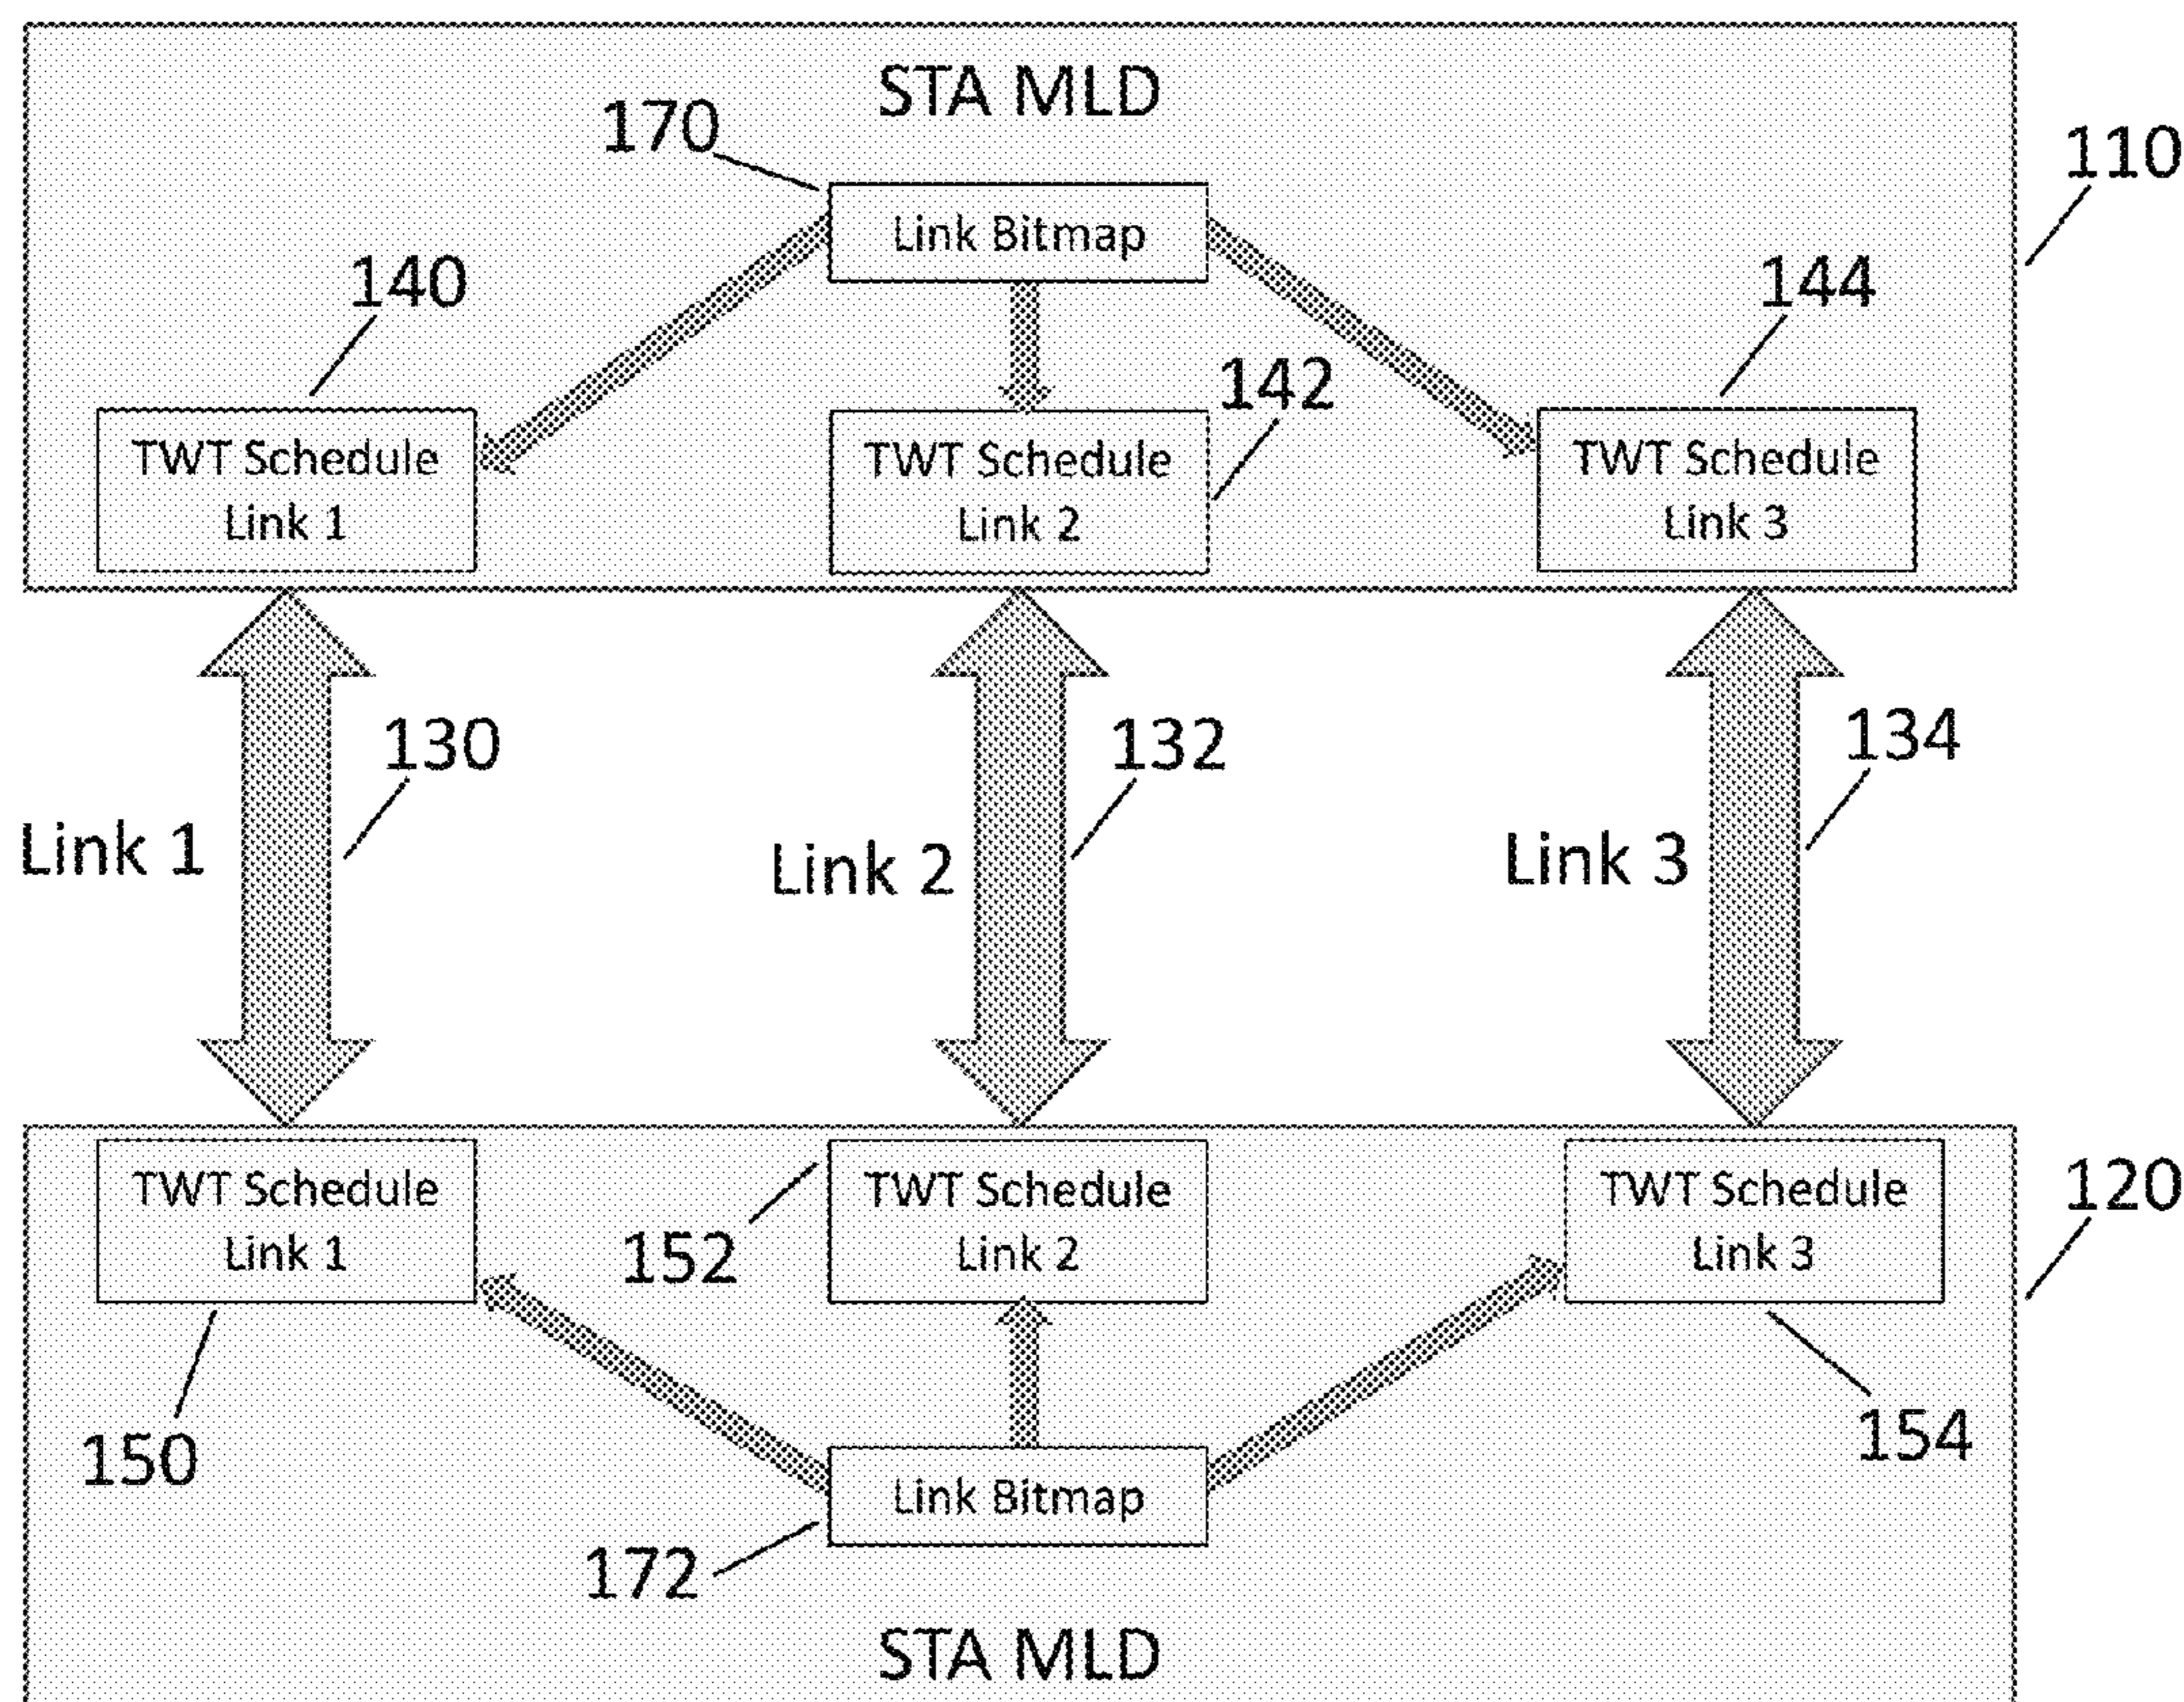 STA MLD
170
110
Link Bitmap
140
144
142
TWT Schedule
Link 1
TWT Schedule
Link 2
TWT Schedule
Link 3
130
132
134
Link 1
Link 2
Link 3
TWT Schedule
Link 1
152
TWT Schedule
Link 2
TWT Schedule
Link 3
120
150
154
Link Bitmap
172
STA MLD